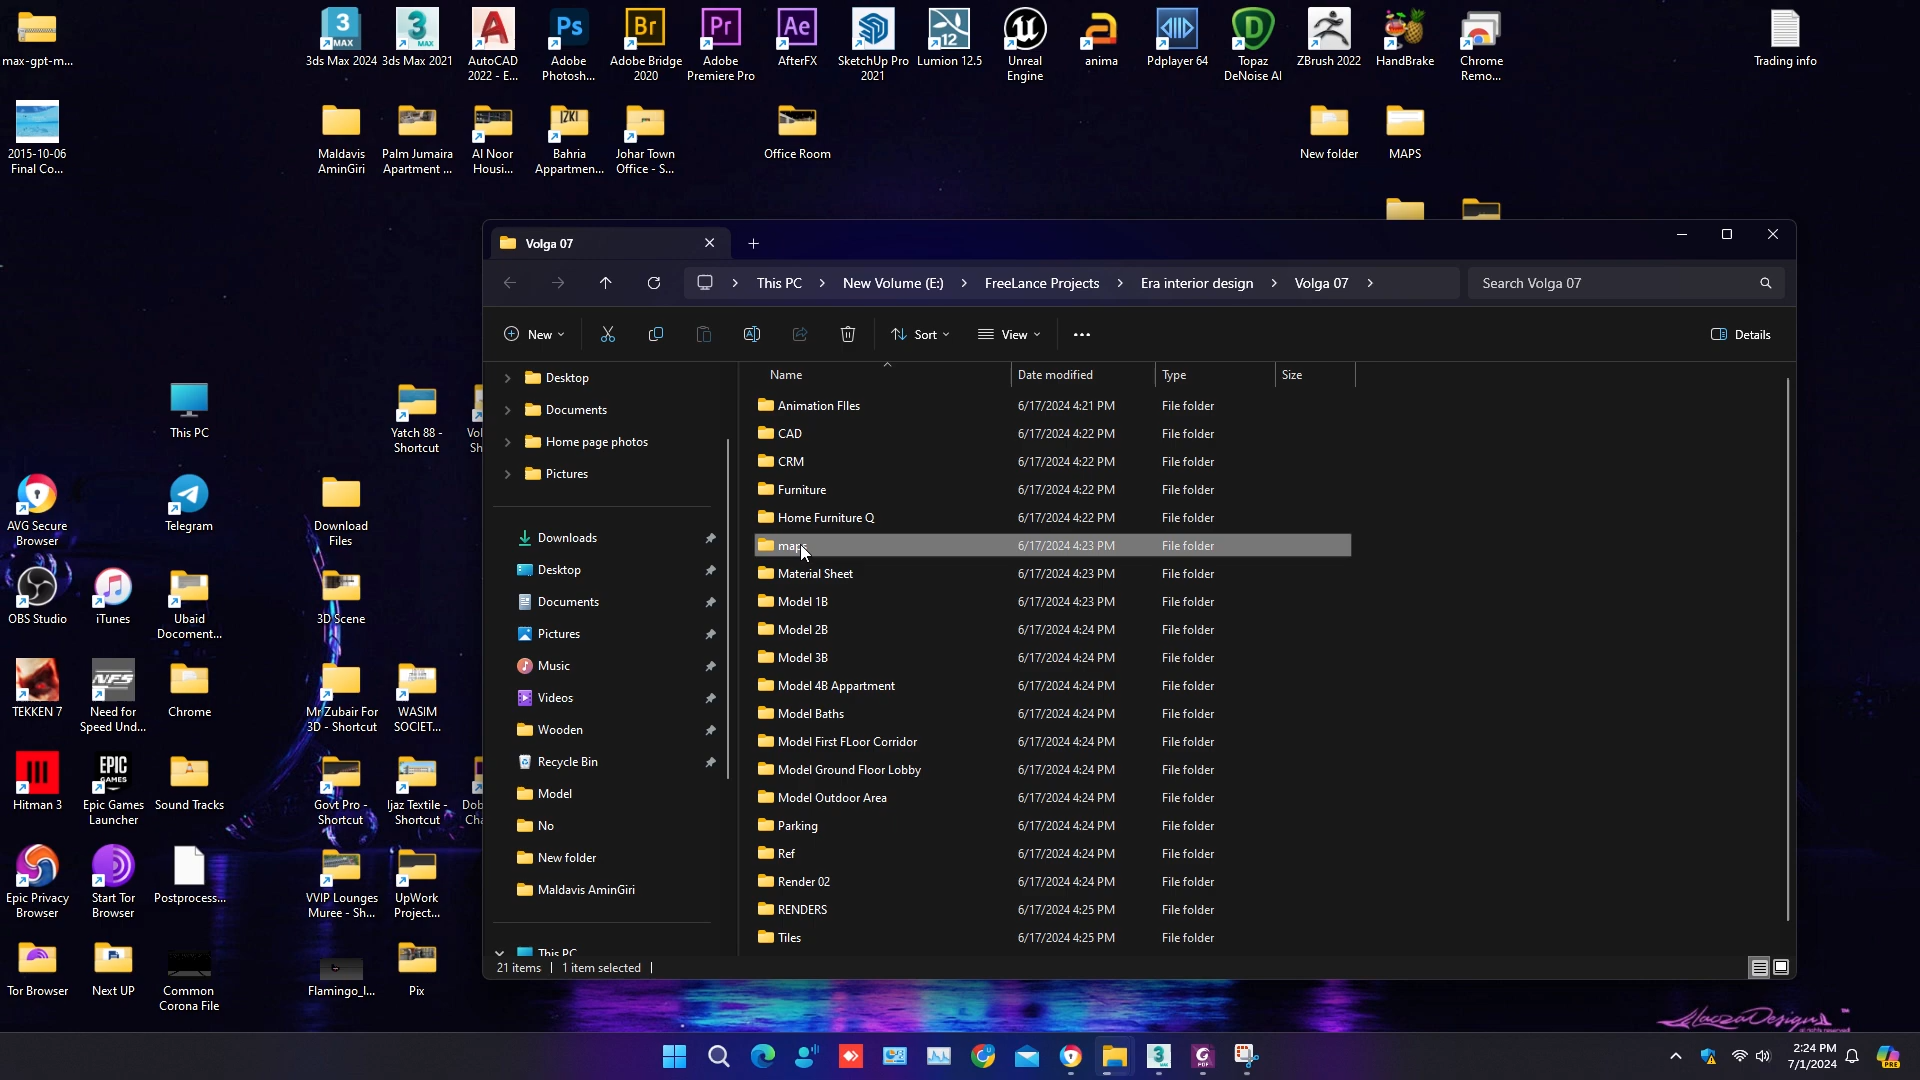 max-gpt-m...
3ds Max 2024
3ds Max 2021
AutoCAD
2022 - E...
Adobe
Photosh...
Adobe Bridge
2020
Adobe
Premiere Pro
AfterFX
SketchUp Pro
2021
Lumion 12.5
Unreal
Engine
anima
Pdplayer 64
Topaz
DeNoise AI
ZBrush 2022
HandBrake
Chrome
Remo...
Trading info
2015-10-06
Final Co...
Maldavis
AminGiri
Palm Jumaira
Apartment ...
Al Noor
Housi...
Bahria
Appartmen...
Johar Town
Office - S...
Office Room
New folder
MAPS
Volga 07
This PC
New Volume (E:)
FreeLance Projects
Era interior design
Volga 07
Search Volga 07
New
Sort
View
Details
Desktop
Documents
Home page photos
Pictures
Downloads
Desktop
Documents
Pictures
Music
Videos
Wooden
Recycle Bin
Model
No
New folder
Maldavis AminGiri
This PC
Name Date modified Type Size
Animation FIles 6/17/2024 4:21 PM File folder
CAD 6/17/2024 4:22 PM File folder
CRM 6/17/2024 4:22 PM File folder
Furniture 6/17/2024 4:22 PM File folder
Home Furniture Q 6/17/2024 4:22 PM File folder
maps 6/17/2024 4:23 PM File folder
Material Sheet 6/17/2024 4:23 PM File folder
Model 1B 6/17/2024 4:23 PM File folder
Model 2B 6/17/2024 4:24 PM File folder
Model 3B 6/17/2024 4:24 PM File folder
Model 4B Appartment 6/17/2024 4:24 PM File folder
Model Baths 6/17/2024 4:24 PM File folder
Model First FLoor Corridor 6/17/2024 4:24 PM File folder
Model Ground Floor Lobby 6/17/2024 4:24 PM File folder
Model Outdoor Area 6/17/2024 4:24 PM File folder
Parking 6/17/2024 4:24 PM File folder
Ref 6/17/2024 4:24 PM File folder
Render 02 6/17/2024 4:24 PM File folder
RENDERS 6/17/2024 4:25 PM File folder
Tiles 6/17/2024 4:25 PM File folder
21 items 1 item selected
This PC
Yatch 88 -
Shortcut
AVG Secure
Browser
Telegram
Download
Files
OBS Studio
iTunes
Ubaid
Docoment...
3D Scene
TEKKEN 7
Need for
Speed Und...
Chrome
Mr Zubair For
3D - Shortcut
WASIM
SOCIET...
Hitman 3
Epic Games
Launcher
Sound Tracks
Govt Pro -
Shortcut
Ijaz Textile -
Shortcut
Epic Privacy
Browser
Start Tor
Browser
Postprocess...
VVIP Lounges
Muree - Sh...
UpWork
Project...
Tor Browser
Next UP
Common
Corona File
Flamingo_I...
Pix
2:24 PM
7/1/2024